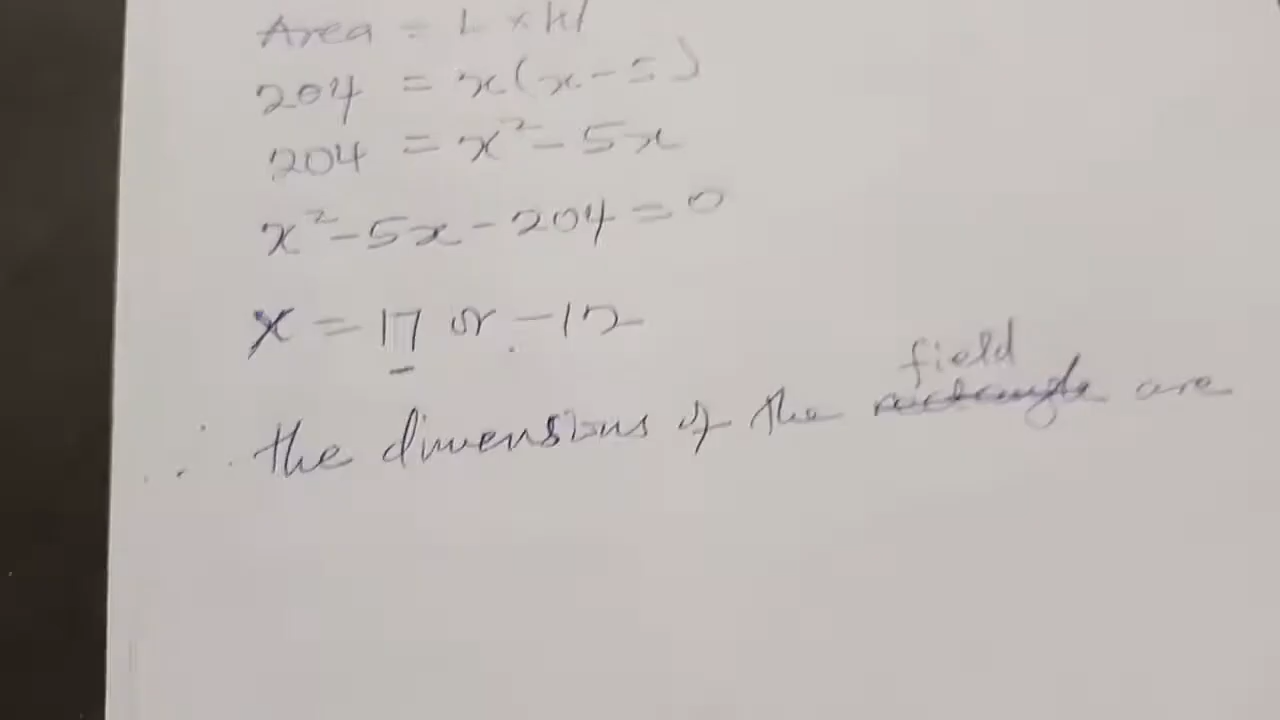 Area = L × W
204 = x(x - 5)
204 = x² - 5x
x² - 5x - 204 = 0
x = 17 or -12
field
∴ the dimensions of the rectangle are